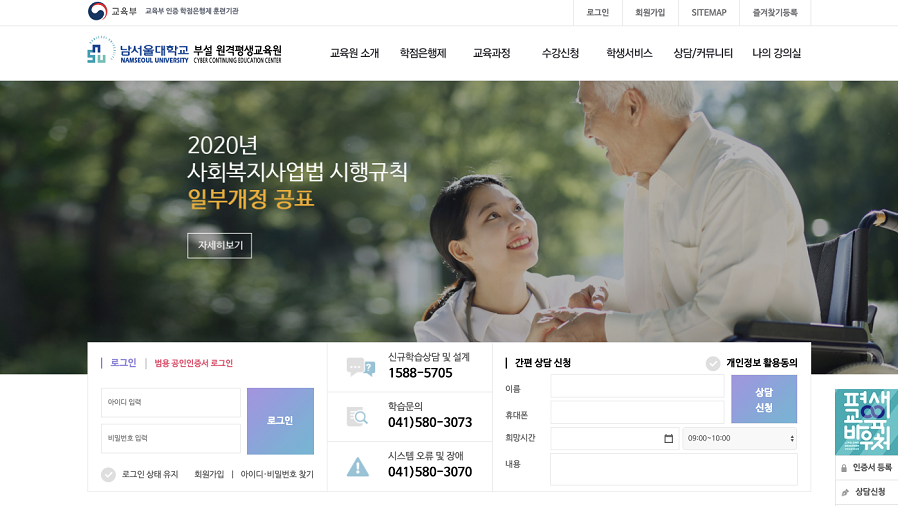 교육부 교육부 인증 학점은행제 훈련기관
로그인 회원가입 SITEMAP 즐겨찾기등록
남서울대학교 부설 원격평생교육원
NAMSEOUL UNIVERSITY CYBER CONTINUING EDUCATION CENTER
교육원 소개 학점은행제 교육과정 수강신청 학생서비스 상담/커뮤니티 나의 강의실
2020년
사회복지사업법 시행규칙
일부개정 공표
자세히보기
로그인 범용 공인인증서 로그인
아이디 입력
비밀번호 입력
로그인
로그인 상태 유지 회원가입 | 아이디·비밀번호 찾기
신규학습상담 및 설계
1588-5705
학습문의
041)580-3073
시스템 오류 및 장애
041)580-3070
간편 상담 신청 개인정보 활용동의
이름
휴대폰
희망시간 09:00~10:00
내용
상담
신청
평생
교육
바우처
인증서 등록
상담신청